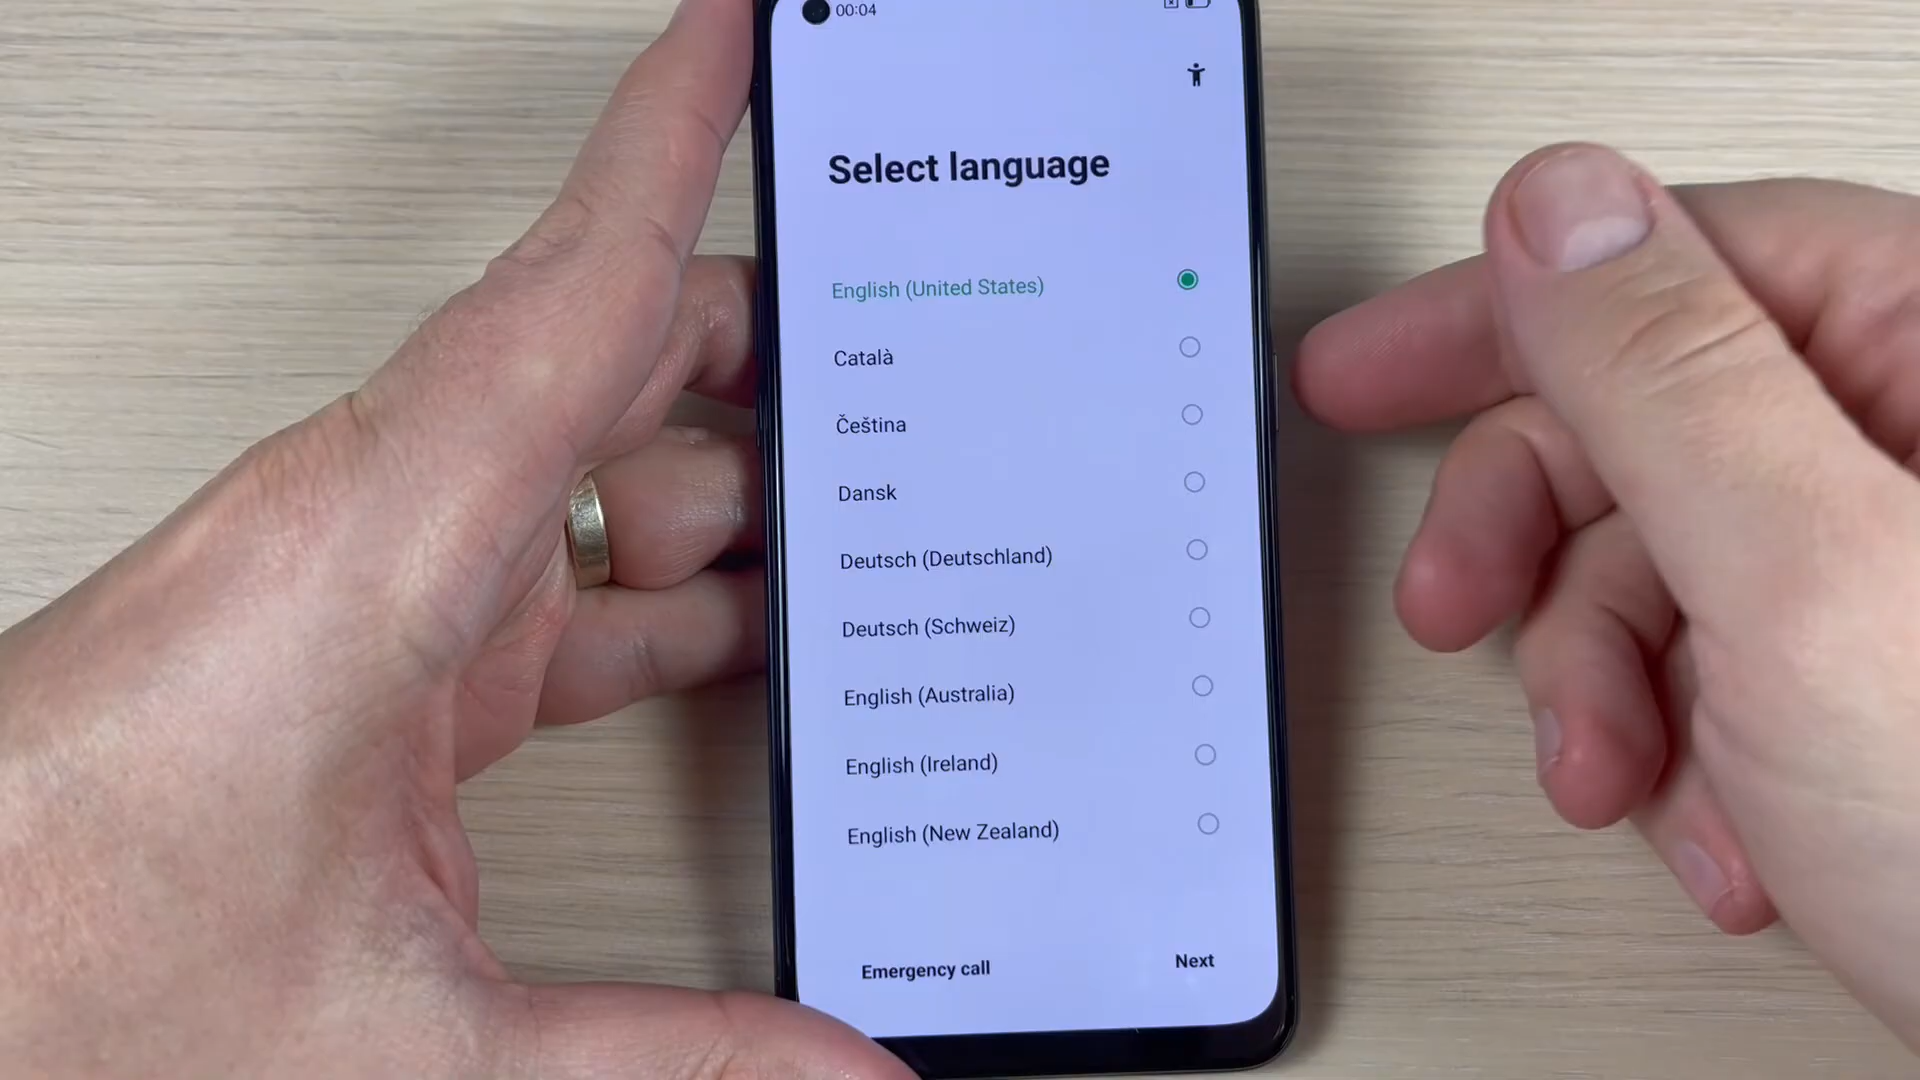 00:04
Select language
English (United States)
Català
Čeština
Dansk
Deutsch (Deutschland)
Deutsch (Schweiz)
English (Australia)
English (Ireland)
English (New Zealand)
Emergency call
Next